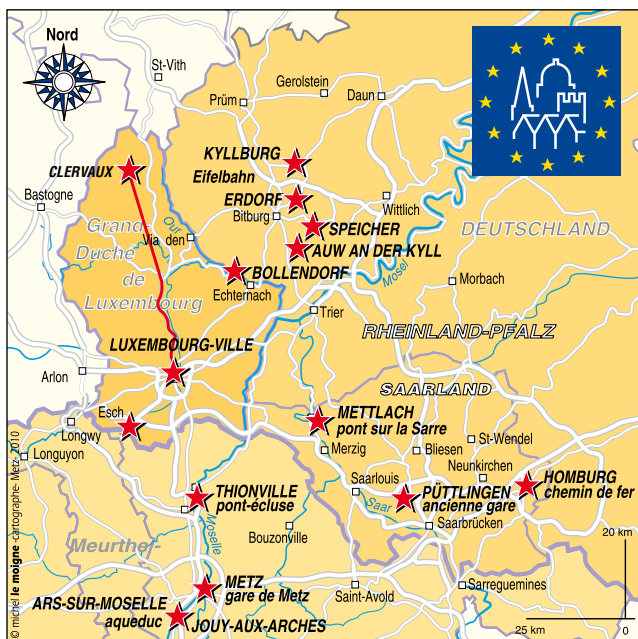 Nord
St-Vith
Gerolstein
Prüm
Daun
KYLLBURG
CLERVAUX
Eifelbahn
Bastogne
ERDORF
Wittlich
Bitburg
Grand-
Duché
de
Luxembourg
Our
Via den
SPEICHER
DEUTSCHLAND
AUW AN DER KYLL
BOLLENDORF
Mosel
Echternach
Morbach
Trier
RHEINLAND-PFALZ
LUXEMBOURG-VILLE
Arlon
SAARLAND
Esch
METTLACH
pont sur la Sarre
Longwy
Merzig
St-Wendel
Bliesen
Longuyon
Neunkirchen
Saarlouis
HOMBURG
chemin de fer
THIONVILLE
pont-écluse
PÜTTLINGEN
ancienne gare
Saar
Saarbrücken
Moselle
Bouzonville
Meurthe-
20 km
METZ
gare de Metz
Saint-Avold
Sarreguemines
ARS-SUR-MOSELLE
aqueduc
JOUY-AUX-ARCHES
25 km
0
© michel le moigne -cartographe- Metz- 2010